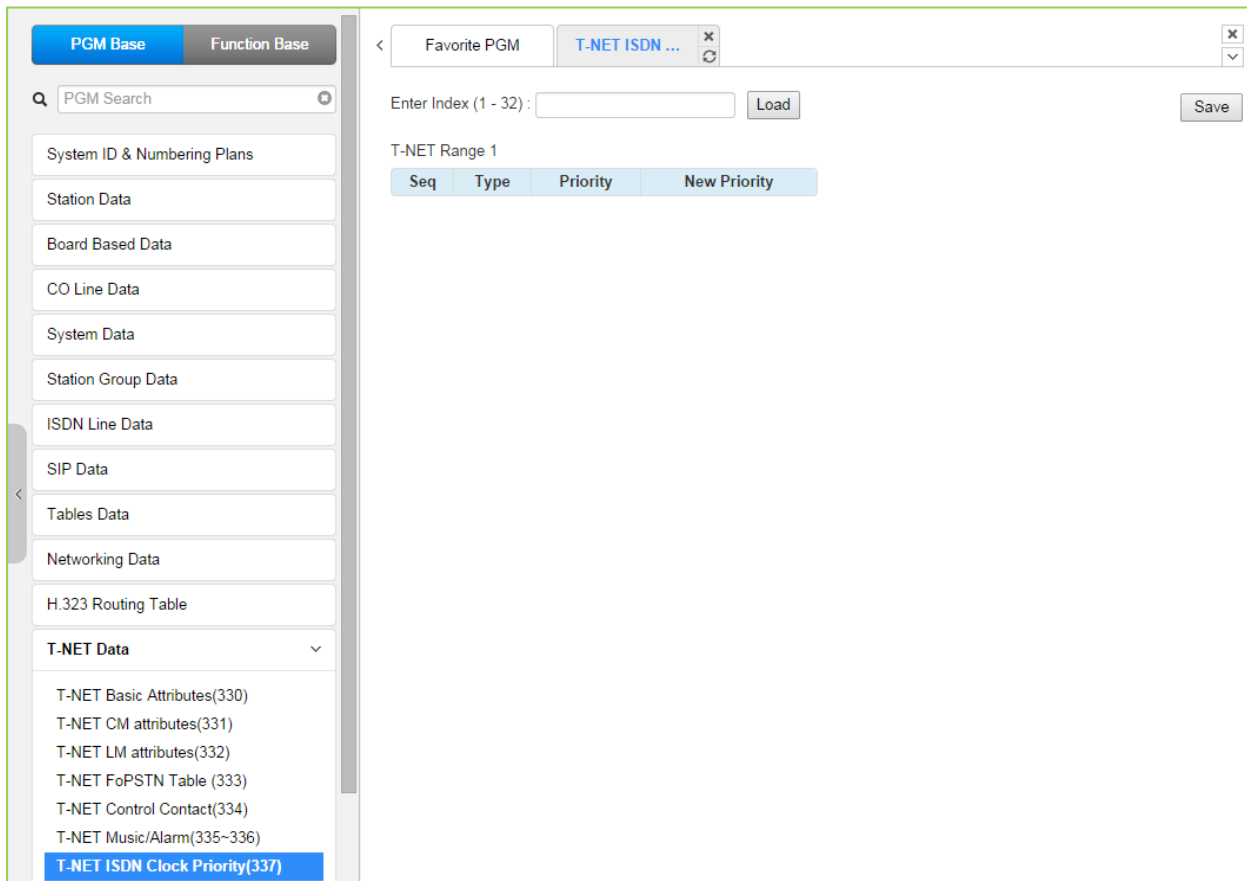 PGM Base Function Base
PGM Search
System ID & Numbering Plans
Station Data
Board Based Data
CO Line Data
System Data
Station Group Data
ISDN Line Data
SIP Data
Tables Data
Networking Data
H.323 Routing Table
T-NET Data
T-NET Basic Attributes(330)
T-NET CM attributes(331)
T-NET LM attributes(332)
T-NET FoPSTN Table (333)
T-NET Control Contact(334)
T-NET Music/Alarm(335~336)
T-NET ISDN Clock Priority(337)
Favorite PGM T-NET ISDN ...
Enter Index (1 - 32) : Load Save
T-NET Range 1
Seq Type Priority New Priority